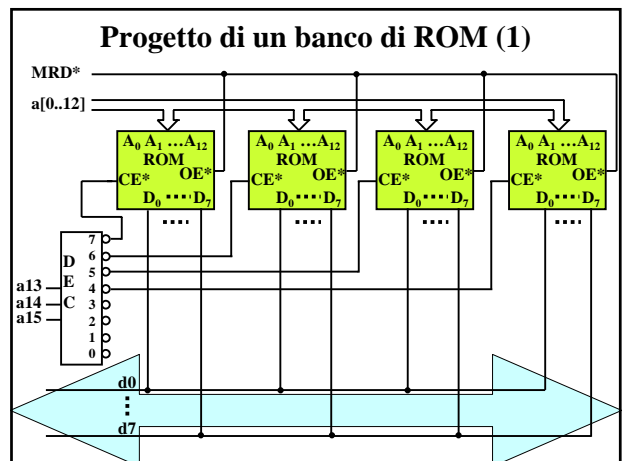 Progetto di un banco di ROM (1)
MRD*
a[0..12]
A0 A1 ...A12 A0 A1 ...A12 A0 A1 ...A12 A0 A1 ...A12
ROM ROM ROM ROM
CE* OE* CE* OE* CE* OE* CE* OE*
D0 ..... D7 D0 ..... D7 D0 ..... D7 D0 ..... D7
.... .... .... ....
7
D 6
E 5
a13 4
a14 C 3
a15 2
1
0
d0
⋮
d7